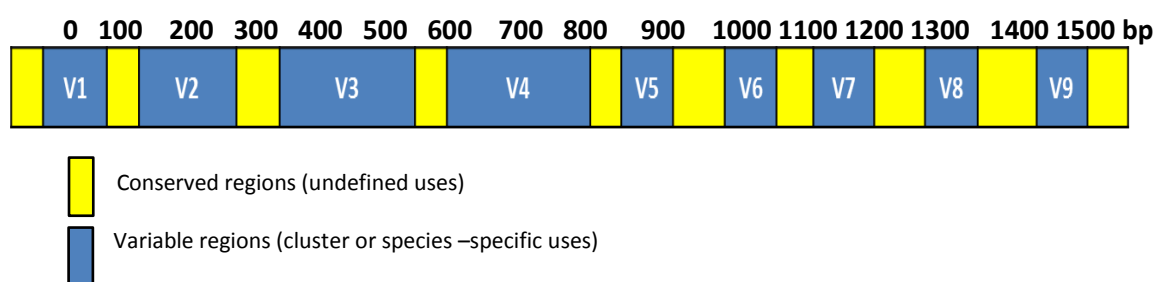 0 100 200 300 400 500 600 700 800 900 1000 1100 1200 1300 1400 1500 bp
V1 V2 V3 V4 V5 V6 V7 V8 V9
Conserved regions (undefined uses)
Variable regions (cluster or species –specific uses)